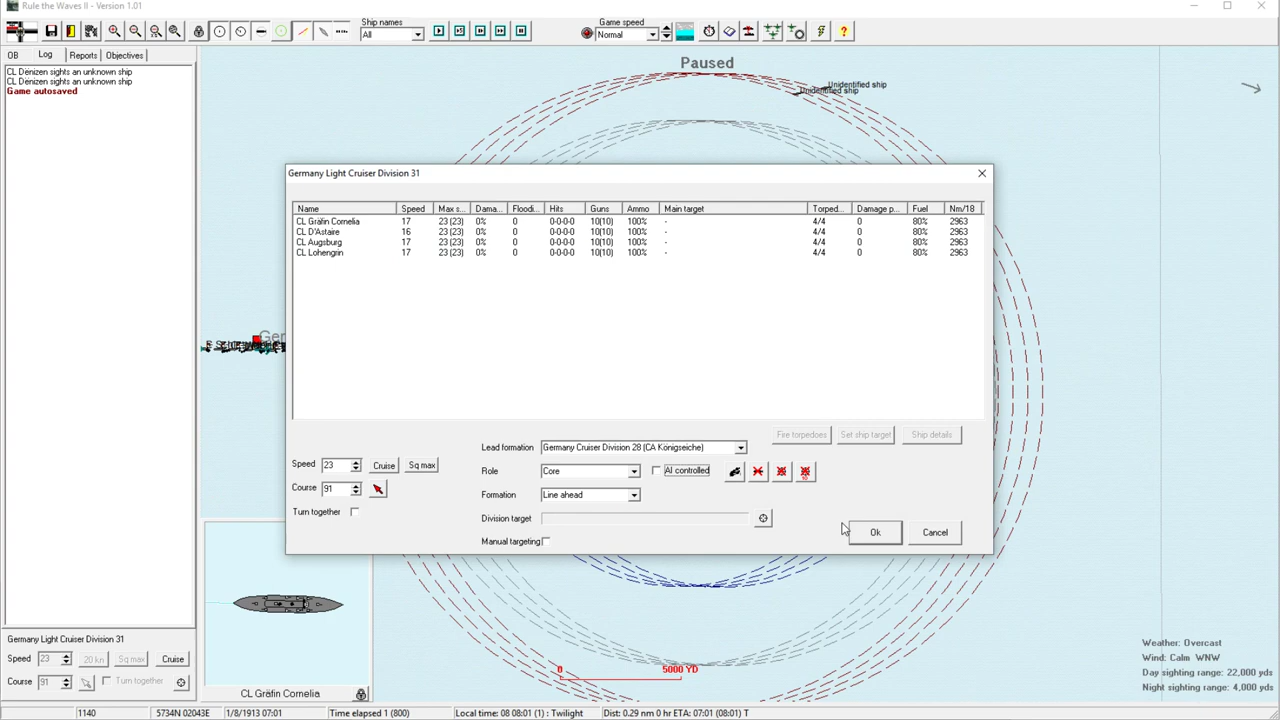 Rule the Waves II - Version 1.01
Ship names
All
Game speed
Normal
OB Log Reports Objectives
CL Denizen sights an unknown ship
CL Denizen sights an unknown ship
Game autosaved
Paused
Unidentified ship
Unidentified ship
Germany Light Cruiser Division 31
Name Speed Max s... Dama... Floodi... Hits Guns Ammo Main target Torped... Damage p... Fuel Nm/18
CL Gräfin Cornelia 17 23 (23) 0% 0 0-0-0-0 10(10) 100% - 4/4 0 80% 2963
CL D'Astaire 16 23 (23) 0% 0 0-0-0-0 10(10) 100% - 4/4 0 80% 2963
CL Augsburg 17 23 (23) 0% 0 0-0-0-0 10(10) 100% - 4/4 0 80% 2963
CL Lohengrin 17 23 (23) 0% 0 0-0-0-0 10(10) 100% - 4/4 0 80% 2963
Fire torpedoes Set ship target Ship details
Lead formation Germany Cruiser Division 28 (CA Königseiche)
Speed 23 Cruise Sq max
Role Core AI controlled
Course 91
Formation Line ahead
Turn together
Division target
Manual targeting
Ok Cancel
Germany Light Cruiser Division 31
Speed 23 20 kn Sq max Cruise
Course 91 Turn together
CL Gräfin Cornelia
0 5000 YD
Weather: Overcast
Wind: Calm WNW
Day sighting range: 22,000 yds
Night sighting range: 4,000 yds
1140 5734N 02043E 1/8/1913 07:01 Time elapsed 1 (800) Local time: 08 08:01 (1) : Twilight Dist: 0.29 nm 0 hr ETA: 07:01 (08:01) T